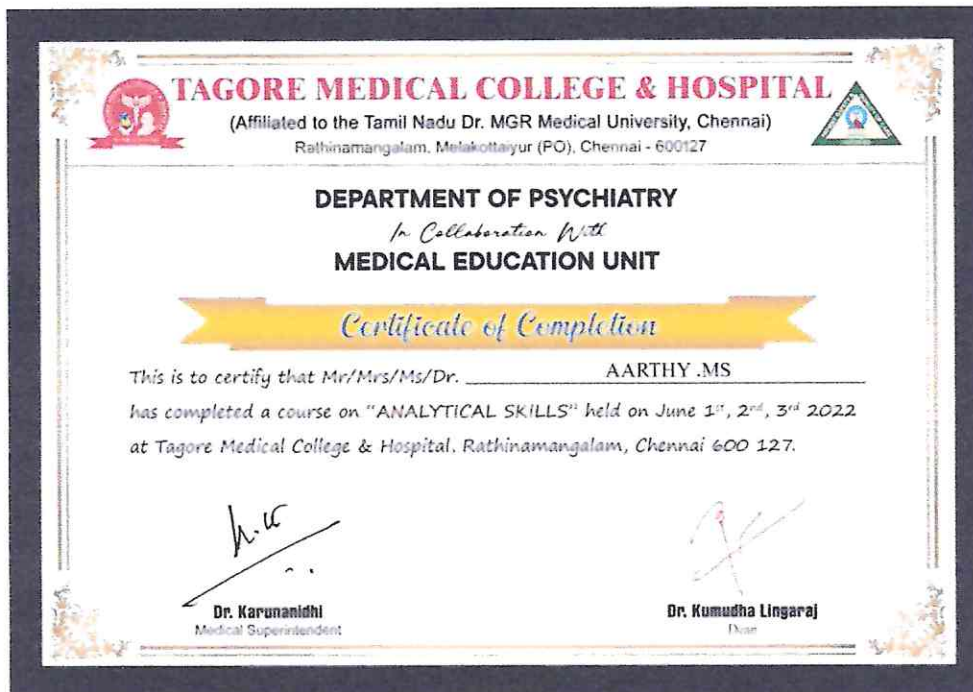 TAGORE MEDICAL COLLEGE & HOSPITAL
(Affiliated to the Tamil Nadu Dr. MGR Medical University, Chennai)
Rathinamangalam, Melakottaiyur (PO), Chennai - 600127
DEPARTMENT OF PSYCHIATRY
In Collaboration With
MEDICAL EDUCATION UNIT
Certificate of Completion
This is to certify that Mr/Mrs/Ms/Dr. AARTHY .MS
has completed a course on "ANALYTICAL SKILLS" held on June 1st, 2nd, 3rd 2022
at Tagore Medical College & Hospital, Rathinamangalam, Chennai 600 127.
Dr. Karunanidhi
Medical Superintendent
Dr. Kumudha Lingaraj
Dean